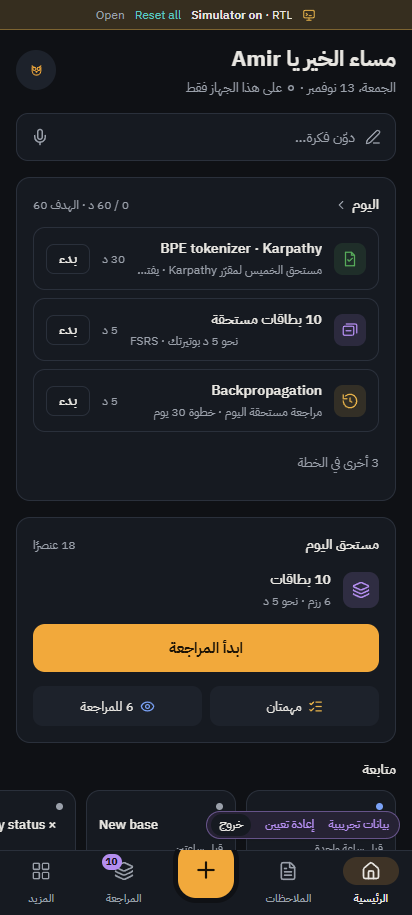 Open Reset all Simulator on · RTL
مساء الخير يا Amir
الجمعة، 13 نوفمبر · على هذا الجهاز فقط
دوّن فكرة...
اليوم
0 / 60 د · الهدف 60
BPE tokenizer · Karpathy
مستحق الخميس لمقرّر Karpathy · يفتـ...
30 د
بدء
10 بطاقات مستحقة
نحو 5 د بوتيرتك · FSRS
5 د
بدء
Backpropagation
مراجعة مستحقة اليوم · خطوة 30 يوم
5 د
بدء
3 أخرى في الخطة
مستحق اليوم
18 عنصرًا
10 بطاقات
6 رزم · نحو 5 د
ابدأ المراجعة
مهمتان
6 للمراجعة
متابعة
New base
y status ×
بيانات تجريبية إعادة تعيين خروج
الرئيسية
الملاحظات
10
المراجعة
المزيد